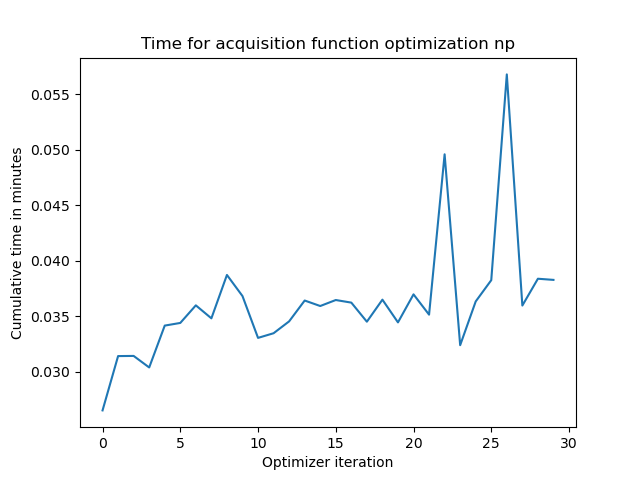 Time for acquisition function optimization np
0.055
0.050
0.045
0.040
0.035
0.030
Cumulative time in minutes
0 5 10 15 20 25 30
Optimizer iteration